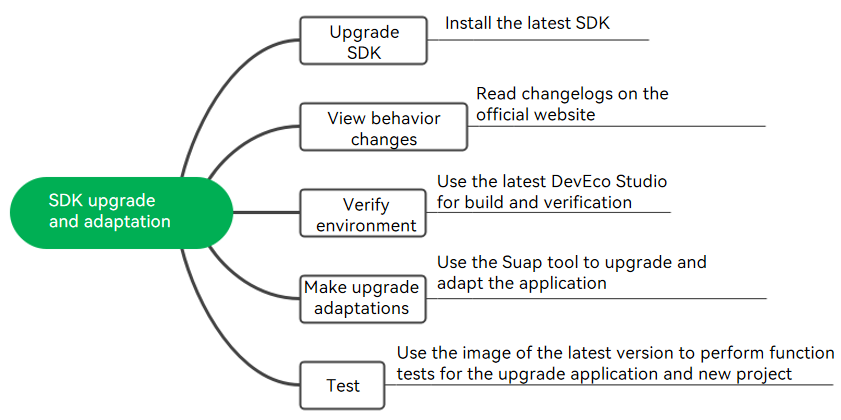 SDK upgrade
and adaptation
Upgrade
SDK
Install the latest SDK
View behavior
changes
Read changelogs on the
official website
Verify
environment
Use the latest DevEco Studio
for build and verification
Make upgrade
adaptations
Use the Suap tool to upgrade and
adapt the application
Test
Use the image of the latest version to perform function
tests for the upgrade application and new project